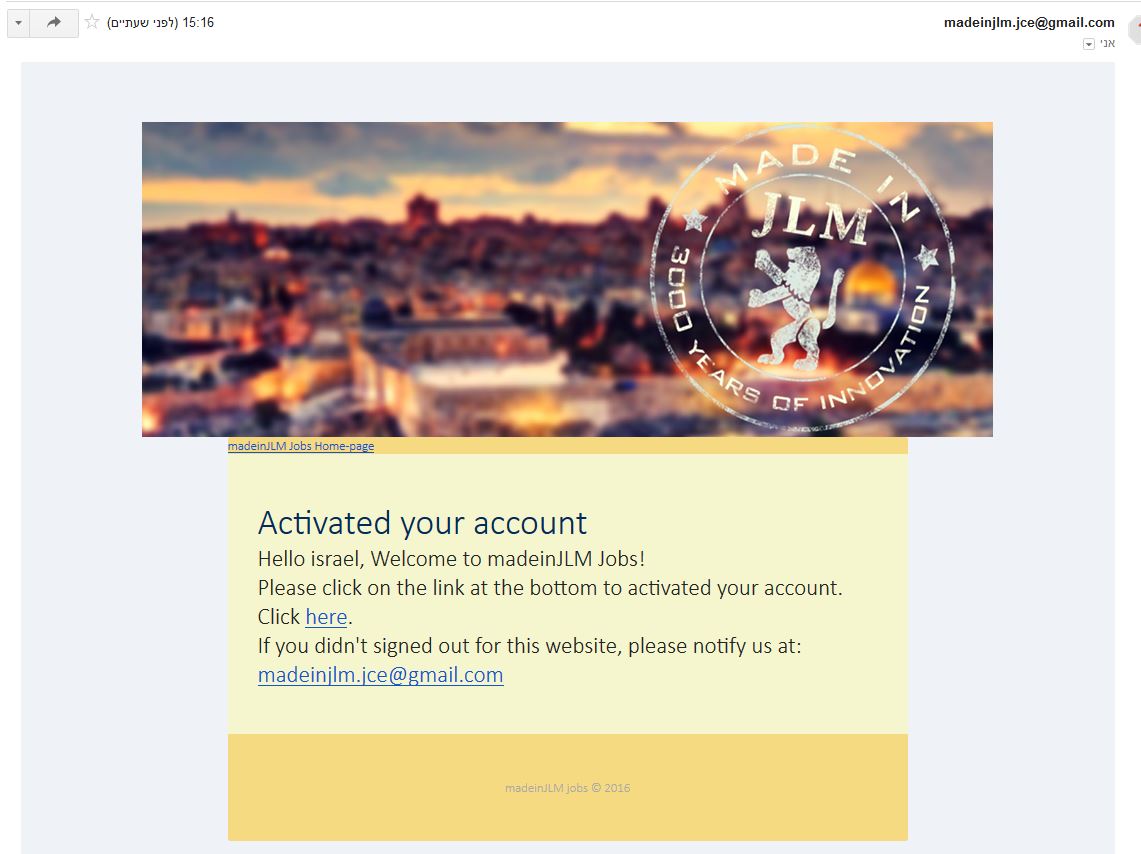 madeinjlm.jce@gmail.com
15:16 (לפני שעתיים)
אני
MADE IN
JLM
3000 YEARS OF INNOVATION
madeinJLM Jobs Home-page
Activated your account
Hello israel, Welcome to madeinJLM Jobs!
Please click on the link at the bottom to activated your account.
Click here.
If you didn't signed out for this website, please notify us at:
madeinjlm.jce@gmail.com
madeinJLM jobs © 2016